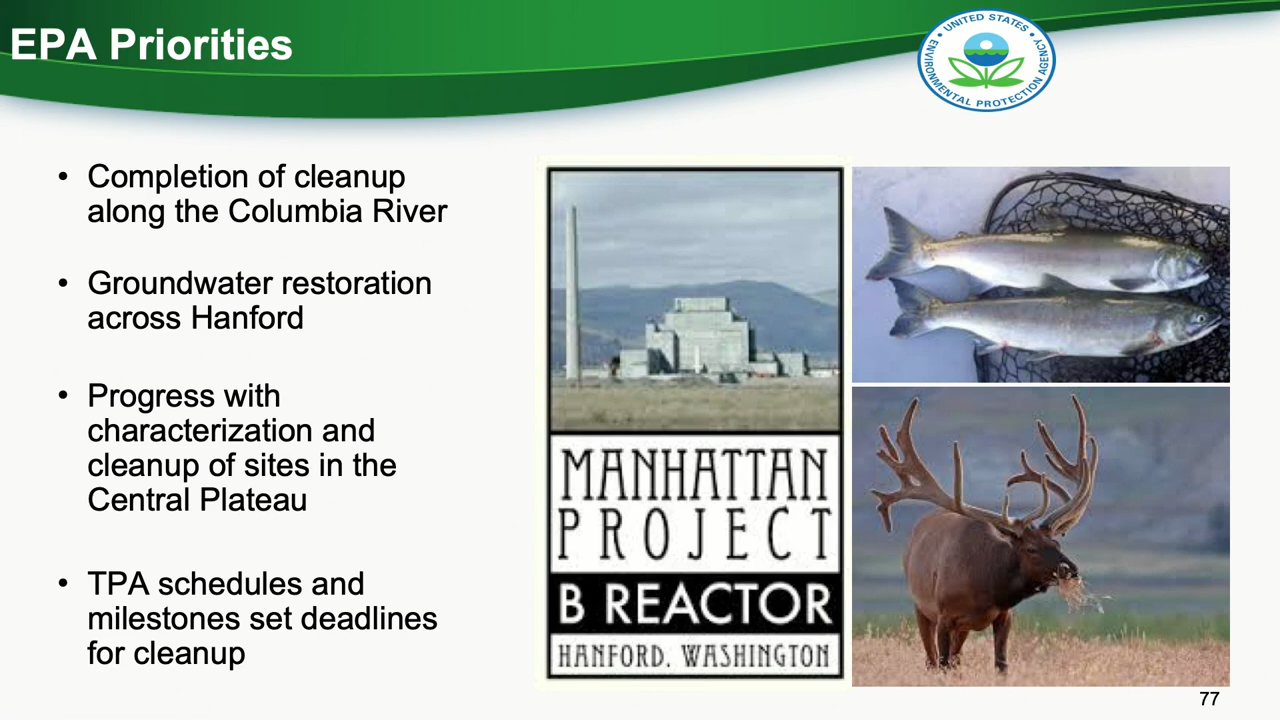 EPA Priorities
UNITED STATES
ENVIRONMENTAL PROTECTION AGENCY
• Completion of cleanup
along the Columbia River
• Groundwater restoration
across Hanford
• Progress with
characterization and
cleanup of sites in the
Central Plateau
• TPA schedules and
milestones set deadlines
for cleanup
MANHATTAN
PROJECT
B REACTOR
HANFORD, WASHINGTON
77